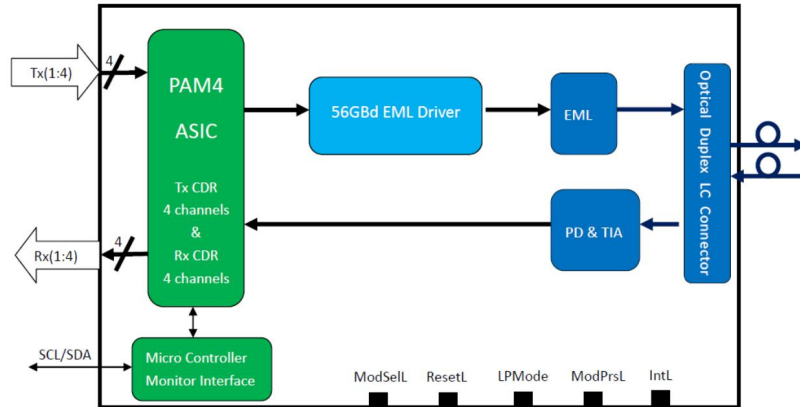 Tx(1:4)
4
PAM4
ASIC
Tx CDR
4 channels
&
Rx CDR
4 channels
56GBd EML Driver
EML
Optical Duplex LC Connector
PD & TIA
4
Rx(1:4)
SCL/SDA
Micro Controller
Monitor Interface
ModSelL
ResetL
LPMode
ModPrsL
IntL